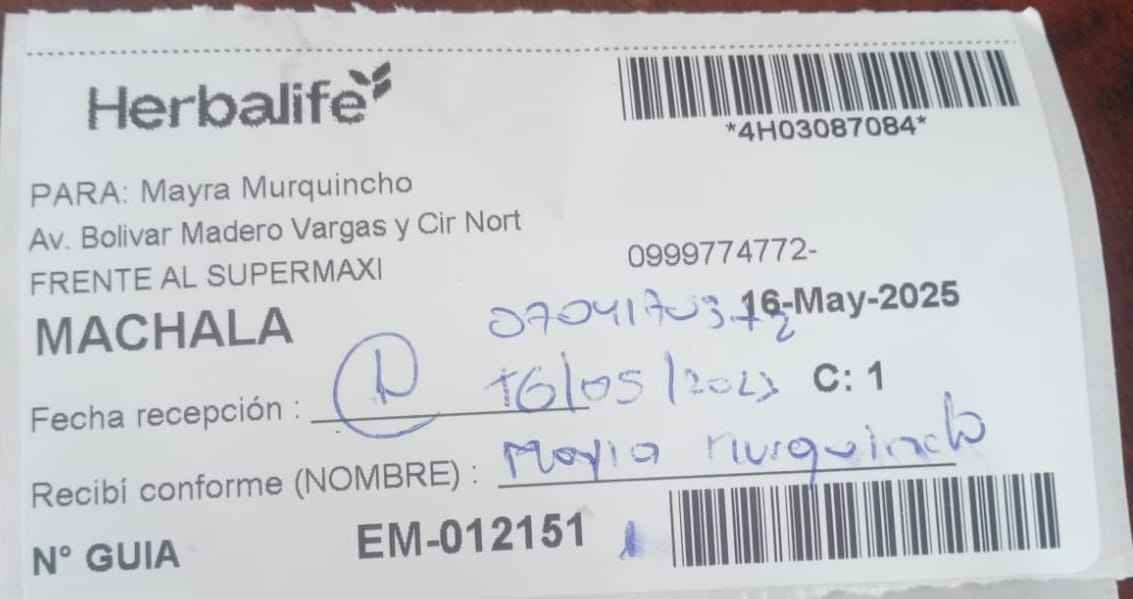 Herbalife
*4H03087084*
PARA: Mayra Murquincho
Av. Bolivar Madero Vargas y Cir Nort
FRENTE AL SUPERMAXI
0999774772-
MACHALA
16-May-2025
C: 1
Fecha recepción : 16/05/202
Recibí conforme (NOMBRE) : Mayra Murquincho
N° GUIA EM-012151